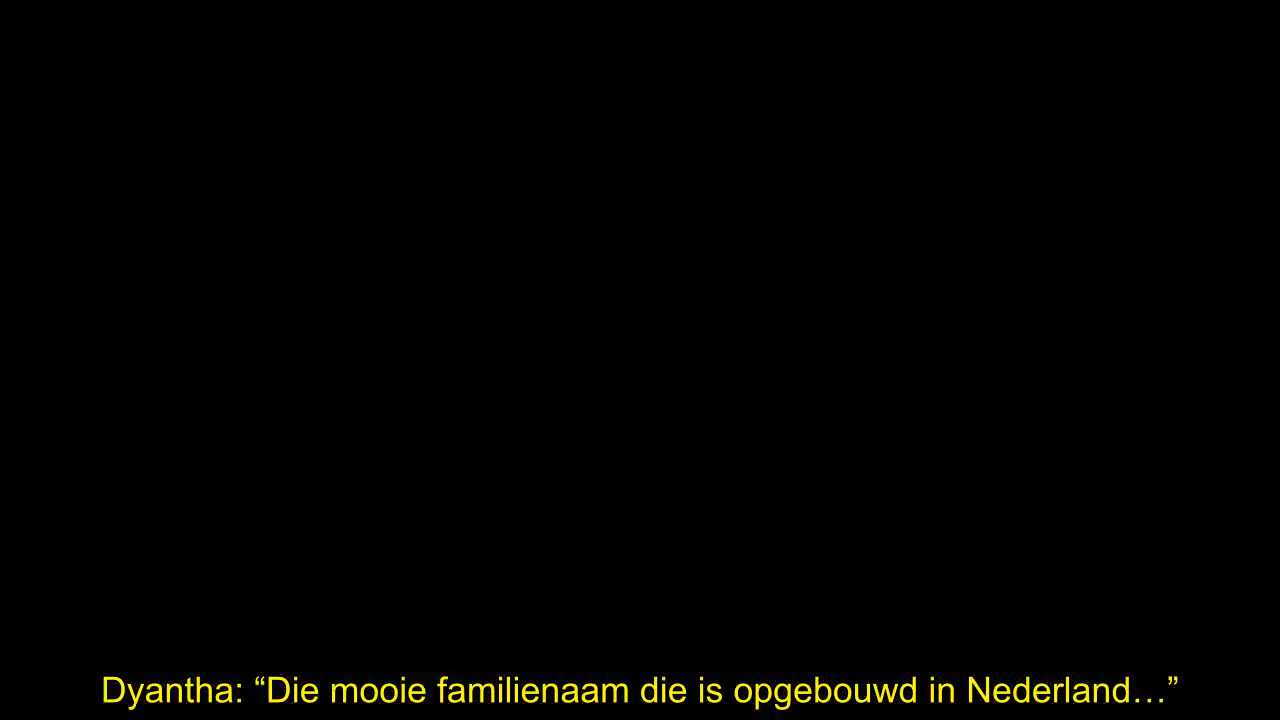 Dyantha: “Die mooie familienaam die is opgebouwd in Nederland…”